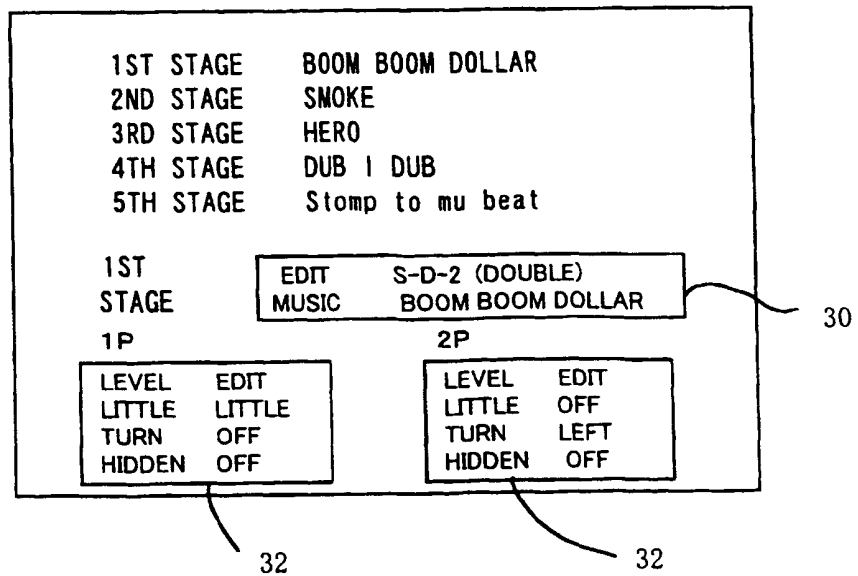 1ST STAGE BOOM BOOM DOLLAR
2ND STAGE SMOKE
3RD STAGE HERO
4TH STAGE DUB I DUB
5TH STAGE Stomp to mu beat
1ST
STAGE
EDIT S-D-2 (DOUBLE)
MUSIC BOOM BOOM DOLLAR
30
1P
LEVEL EDIT
LITTLE LITTLE
TURN OFF
HIDDEN OFF
2P
LEVEL EDIT
LITTLE OFF
TURN LEFT
HIDDEN OFF
32
32